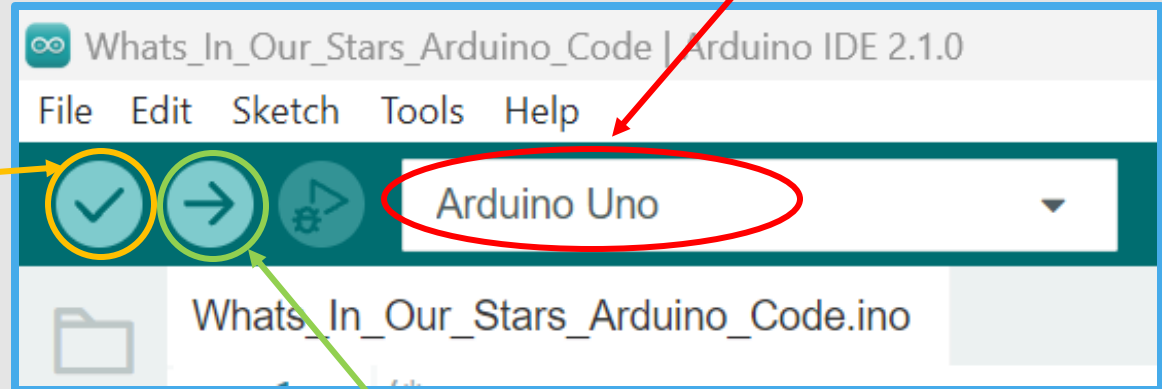 Whats_In_Our_Stars_Arduino_Code | Arduino IDE 2.1.0
File Edit Sketch Tools Help
Arduino Uno
Whats_In_Our_Stars_Arduino_Code.ino